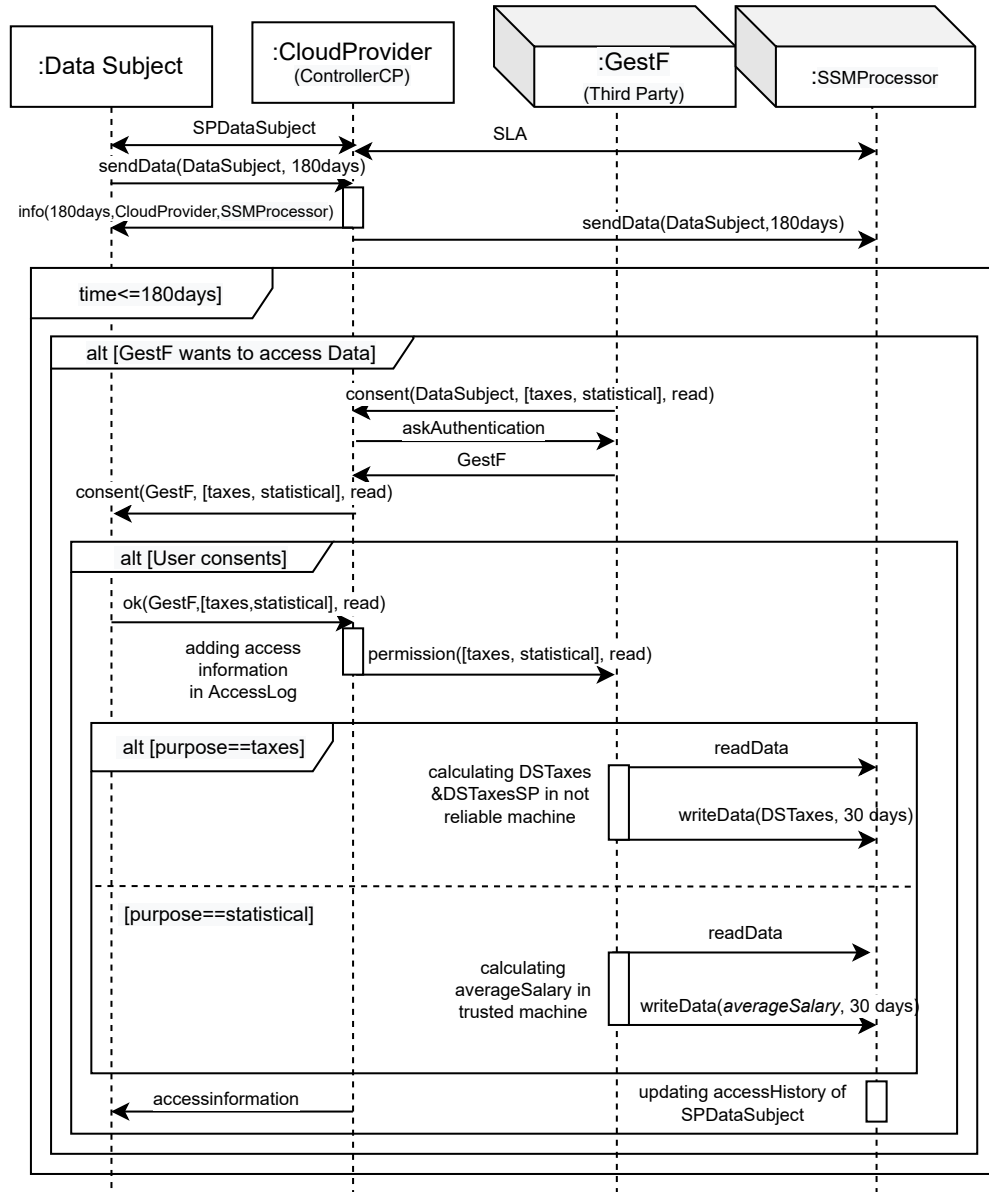 :Data Subject
:CloudProvider
(ControllerCP)
:GestF
(Third Party)
:SSMProcessor
SPDataSubject
SLA
sendData(DataSubject, 180days)
info(180days,CloudProvider,SSMProcessor)
sendData(DataSubject,180days)
time<=180days]
alt [GestF wants to access Data]
consent(DataSubject, [taxes, statistical], read)
askAuthentication
GestF
consent(GestF, [taxes, statistical], read)
alt [User consents]
ok(GestF,[taxes,statistical], read)
adding access
information
in AccessLog
permission([taxes, statistical], read)
alt [purpose==taxes]
readData
calculating DSTaxes
&DSTaxesSP in not
reliable machine
writeData(DSTaxes, 30 days)
[purpose==statistical]
readData
calculating
averageSalary in
trusted machine
writeData(averageSalary, 30 days)
accessinformation
updating accessHistory of
SPDataSubject